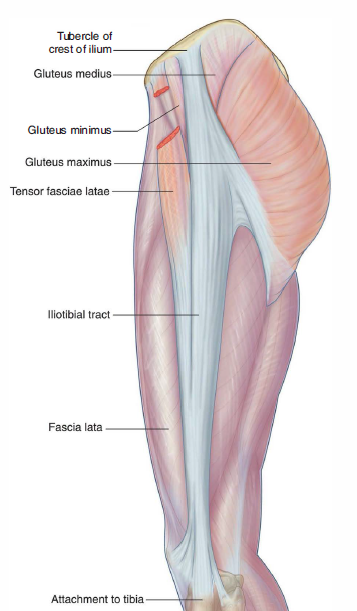 Tubercle of
crest of ilium
Gluteus medius
Gluteus minimus
Gluteus maximus
Tensor fasciae latae
Iliotibial tract
Fascia lata
Attachment to tibia